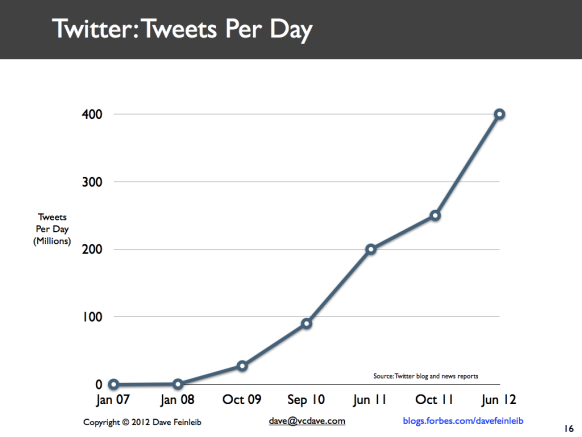 Twitter: Tweets Per Day
400
300
200
100
0
Tweets
Per Day
(Millions)
Source: Twitter blog and news reports
Jan 07 Jan 08 Oct 09 Sep 10 Jun 11 Oct 11 Jun 12
Copyright © 2012 Dave Feinleib dave@vcdave.com blogs.forbes.com/davefeinleib
16